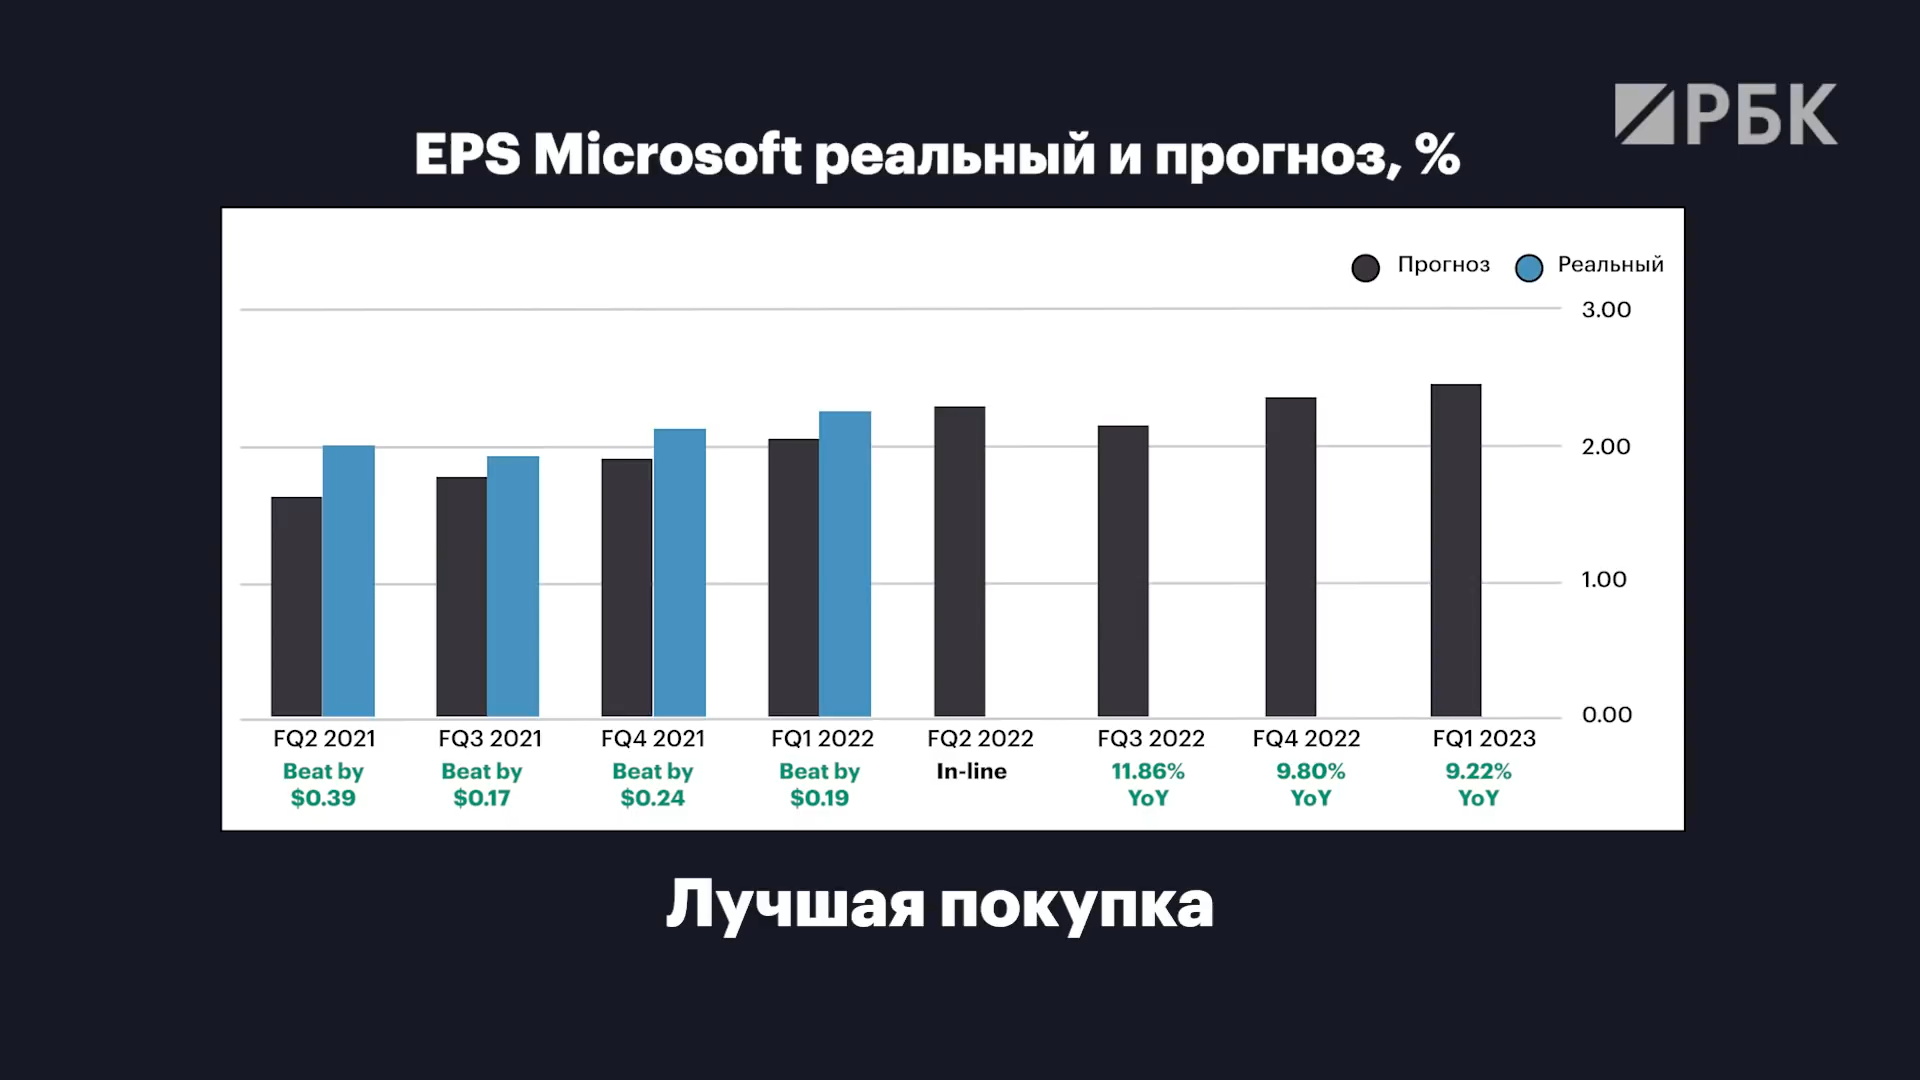 РБК
EPS Microsoft реальный и прогноз, %
Прогноз Реальный
3.00
2.00
1.00
0.00
FQ2 2021 FQ3 2021 FQ4 2021 FQ1 2022 FQ2 2022 FQ3 2022 FQ4 2022 FQ1 2023
Beat by Beat by Beat by Beat by In-line 11.86% 9.80% 9.22%
$0.39 $0.17 $0.24 $0.19 YoY YoY YoY
Лучшая покупка